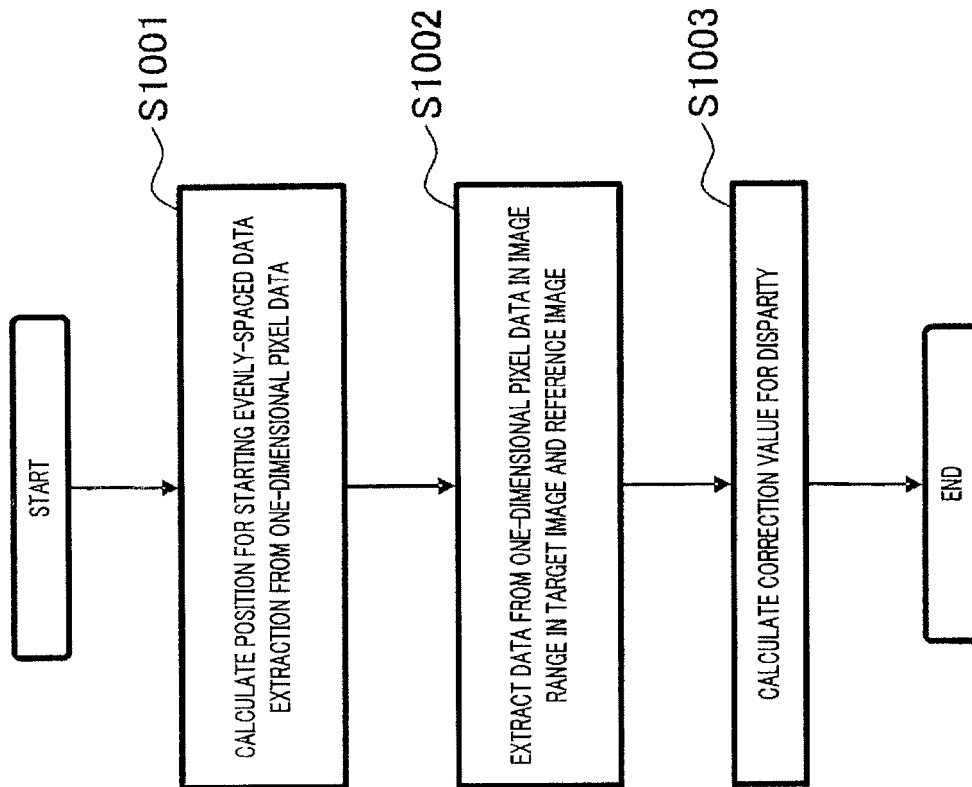 START
S1001
CALCULATE POSITION FOR STARTING EVENLY-SPACED DATA
EXTRACTION FROM ONE-DIMENSIONAL PIXEL DATA
S1002
EXTRACT DATA FROM ONE-DIMENSIONAL PIXEL DATA IN IMAGE
RANGE IN TARGET IMAGE AND REFERENCE IMAGE
S1003
CALCULATE CORRECTION VALUE FOR DISPARITY
END